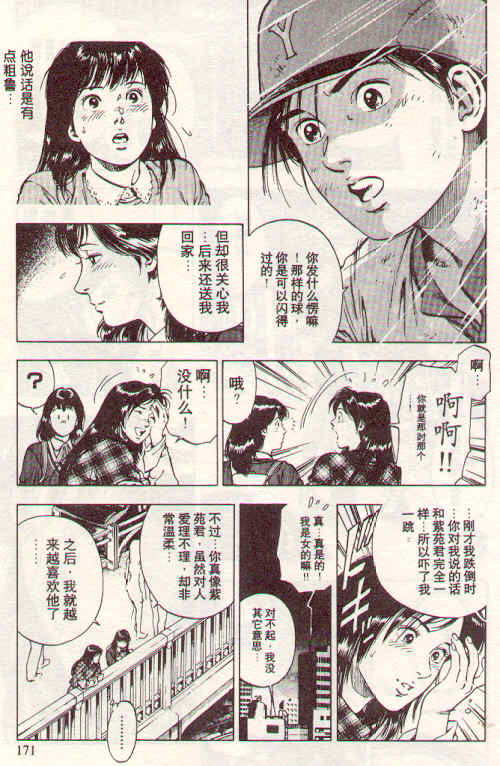 Y
你发什么愣嘛
！那样的球，
你是可以闪得
过的！
他说话是有
点粗鲁…
但却很关心我
…后来还送我
回家…
啊…
啊啊!!
你就是那时那个
……！
哦？
啊…
没什么！
？
…刚才我跌倒时
…你对我说的话
和紫苑君完全一
样…所以吓了我
一跳。
真…真是的！
我是女的嘛!!
对不起，我没
其它意思…
不过…你真像紫
苑君，虽然对人
爱理不理，却非
常温柔…
之后，我就越
来越喜欢他了
………
171